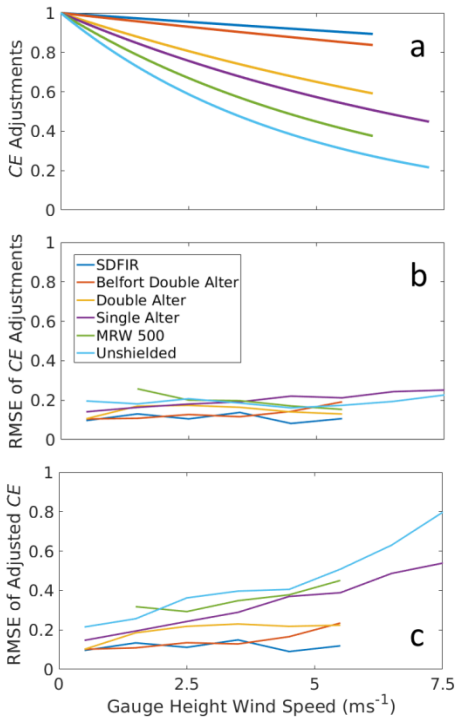 1
0.8
0.6
0.4
0.2
0
CE Adjustments
a
1
0.8
0.6
0.4
0.2
0
RMSE of CE Adjustments
b
SDFIR
Belfort Double Alter
Double Alter
Single Alter
MRW 500
Unshielded
1
0.8
0.6
0.4
0.2
0
RMSE of Adjusted CE
c
0 2.5 5 7.5
Gauge Height Wind Speed (ms⁻¹)